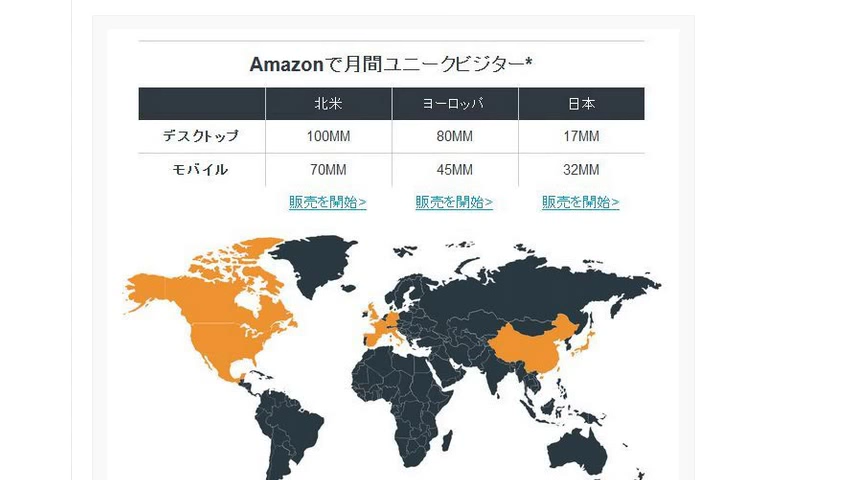 Amazonで月間ユニークビジター*
北米 ヨーロッパ 日本
デスクトップ 100MM 80MM 17MM
モバイル 70MM 45MM 32MM
販売を開始> 販売を開始> 販売を開始>